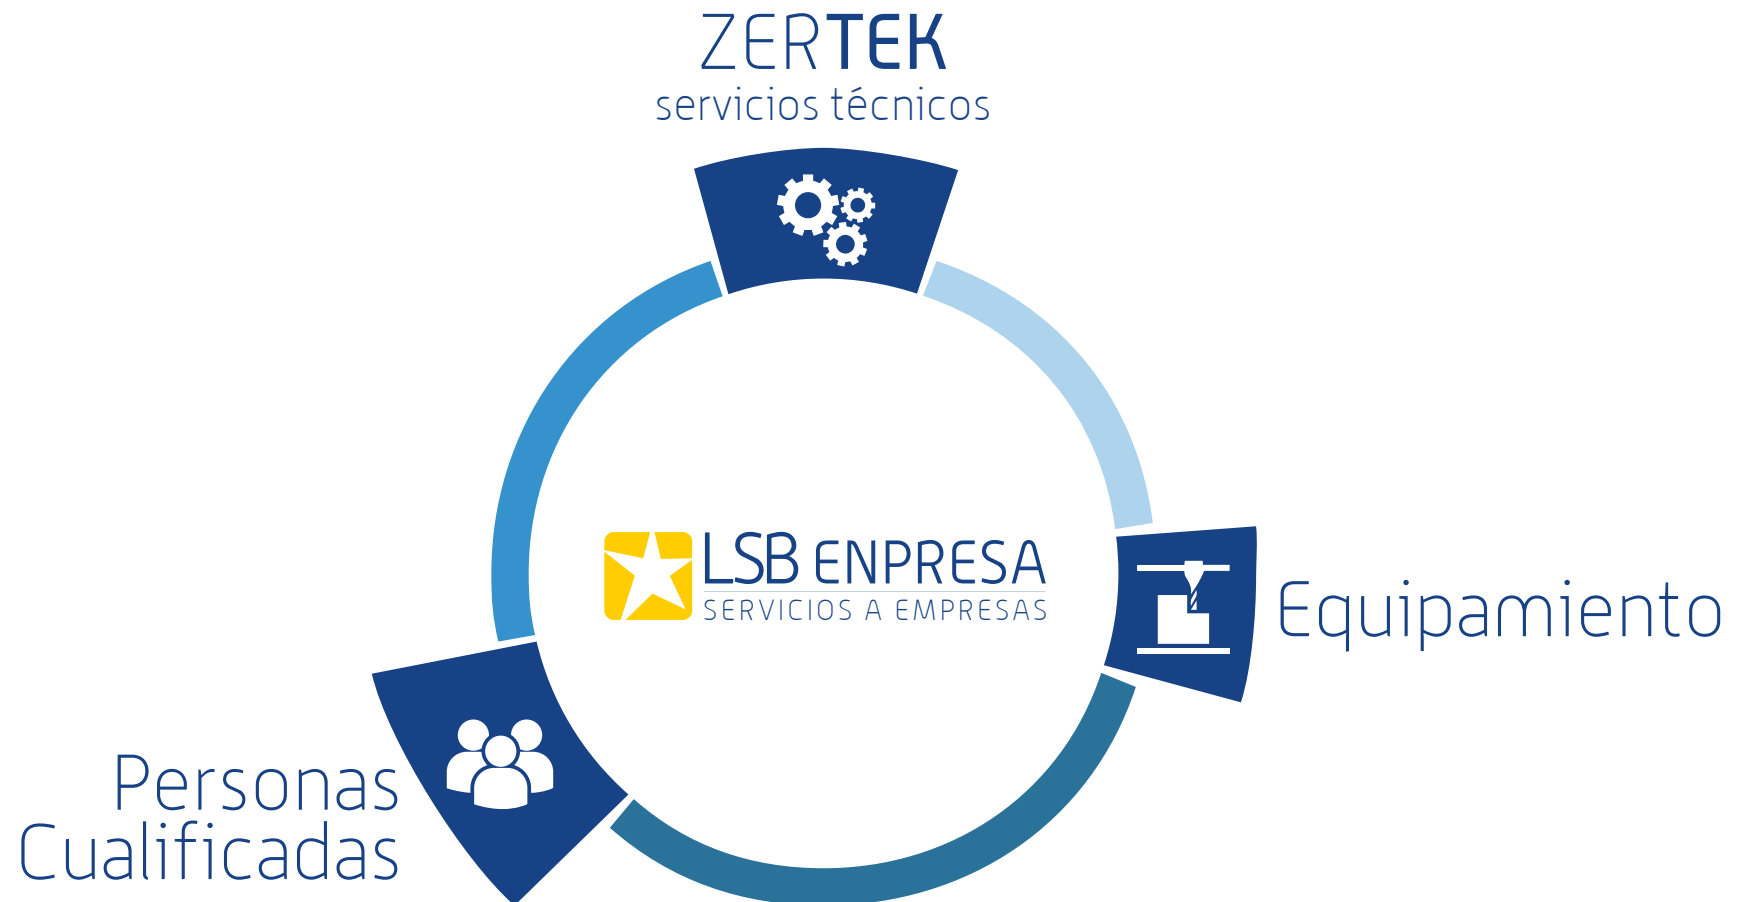 ZERTEK
servicios técnicos
LSB ENPRESA
SERVICIOS A EMPRESAS
Equipamiento
Personas
Cualificadas